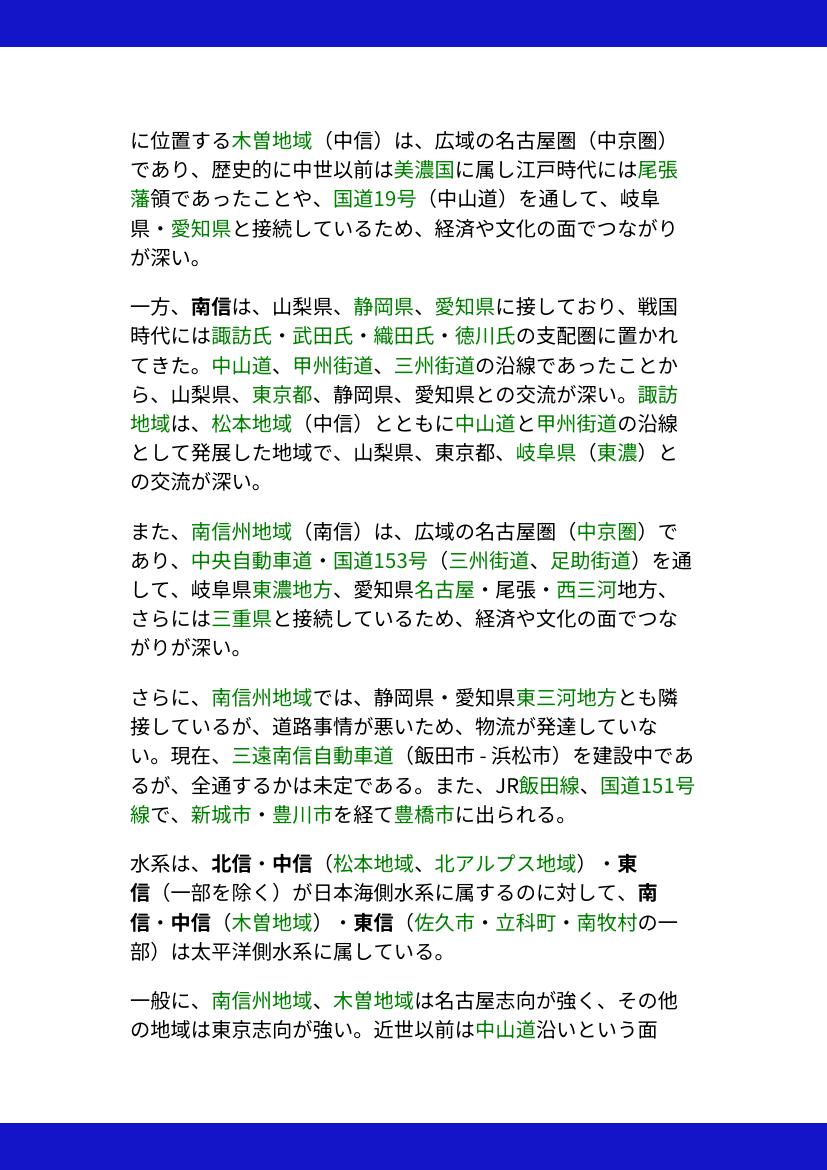 に位置する木曽地域（中信）は、広域の名古屋圏（中京圏）
であり、歴史的に中世以前は美濃国に属し江戸時代には尾張
藩領であったことや、国道19号（中山道）を通して、岐阜
県・愛知県と接続しているため、経済や文化の面でつながり
が深い。
一方、南信は、山梨県、静岡県、愛知県に接しており、戦国
時代には諏訪氏・武田氏・織田氏・徳川氏の支配圏に置かれ
てきた。中山道、甲州街道、三州街道の沿線であったことか
ら、山梨県、東京都、静岡県、愛知県との交流が深い。諏訪
地域は、松本地域（中信）とともに中山道と甲州街道の沿線
として発展した地域で、山梨県、東京都、岐阜県（東濃）と
の交流が深い。
また、南信州地域（南信）は、広域の名古屋圏（中京圏）で
あり、中央自動車道・国道153号（三州街道、足助街道）を通
して、岐阜県東濃地方、愛知県名古屋・尾張・西三河地方、
さらには三重県と接続しているため、経済や文化の面でつな
がりが深い。
さらに、南信州地域では、静岡県・愛知県東三河地方とも隣
接しているが、道路事情が悪いため、物流が発達していな
い。現在、三遠南信自動車道（飯田市 - 浜松市）を建設中であ
るが、全通するかは未定である。また、JR飯田線、国道151号
線で、新城市・豊川市を経て豊橋市に出られる。
水系は、北信・中信（松本地域、北アルプス地域）・東
信（一部を除く）が日本海側水系に属するのに対して、南
信・中信（木曽地域）・東信（佐久市・立科町・南牧村の一
部）は太平洋側水系に属している。
一般に、南信州地域、木曽地域は名古屋志向が強く、その他
の地域は東京志向が強い。近世以前は中山道沿いという面